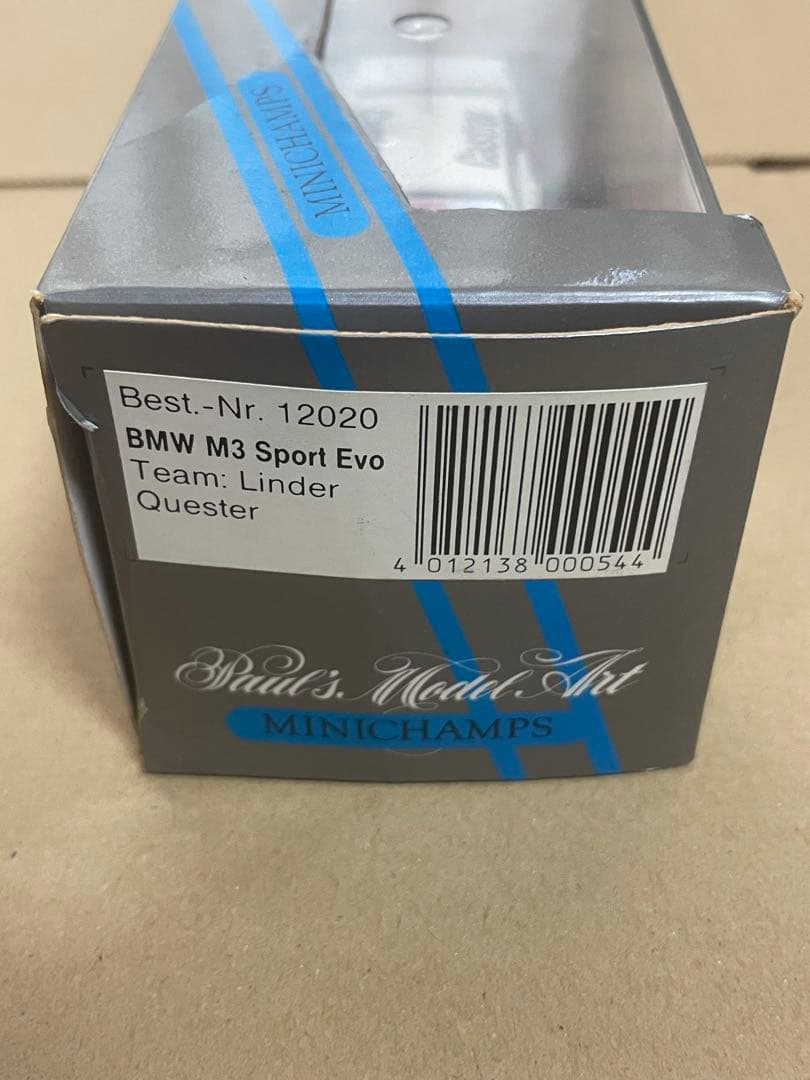 MINICHAMPS
Best.-Nr. 12020
BMW M3 Sport Evo
Team: Linder
Quester
4 012138 000544
Paul's Model Art
MINICHAMPS